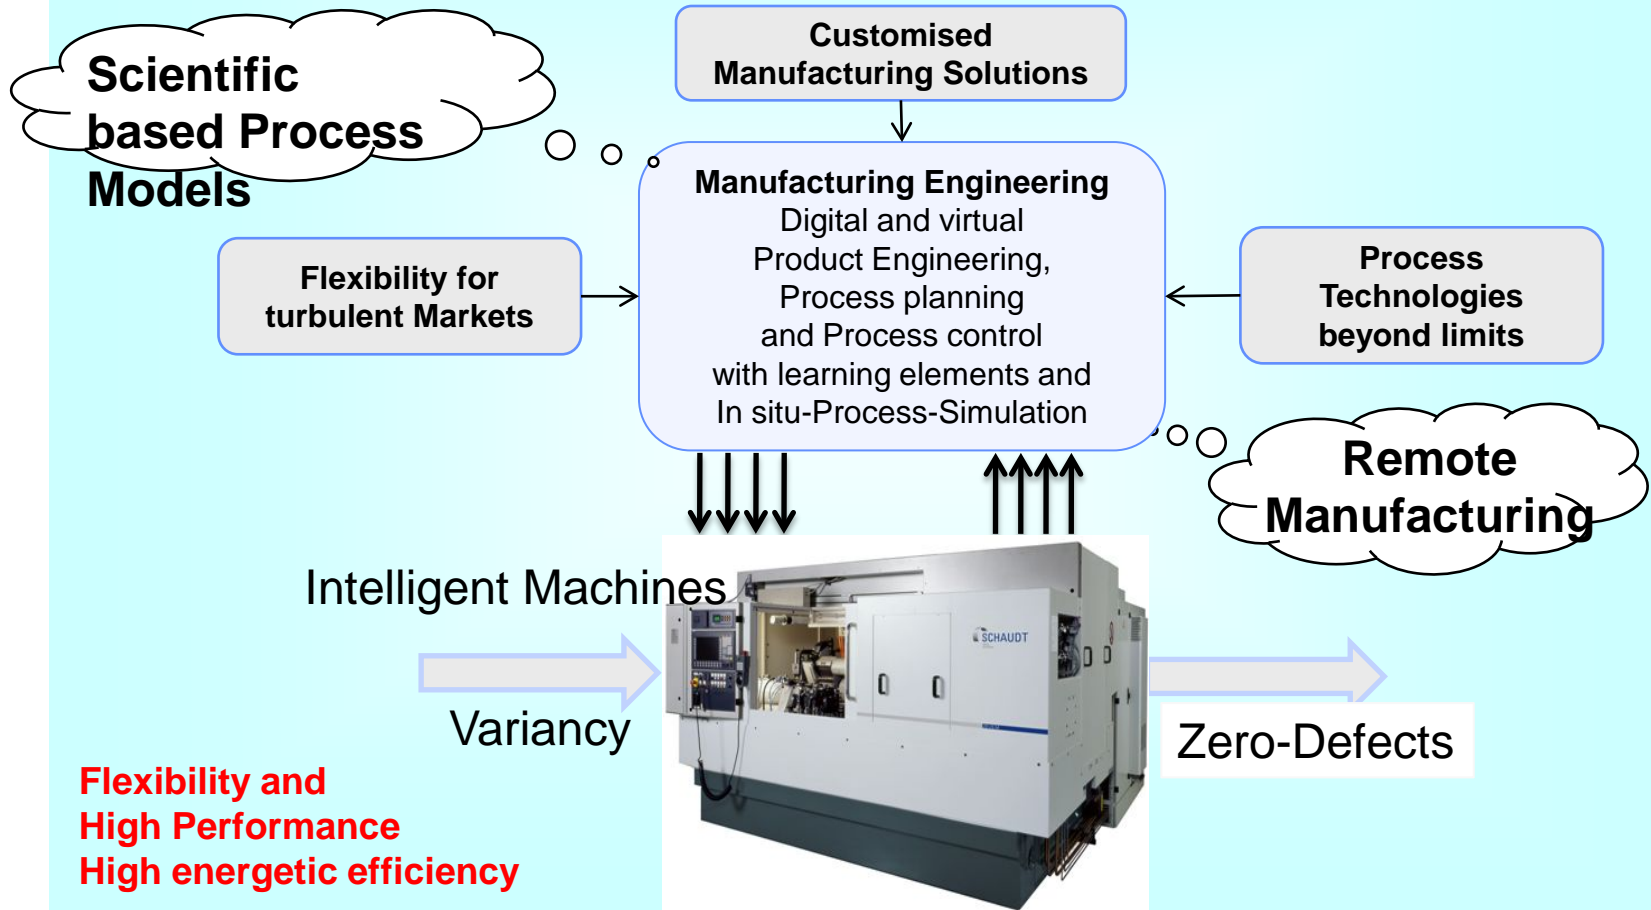 Customised
Manufacturing Solutions
Scientific
based Process
Models
Manufacturing Engineering
Digital and virtual
Product Engineering,
Process planning
and Process control
with learning elements and
In situ-Process-Simulation
Flexibility for
turbulent Markets
Process
Technologies
beyond limits
Remote
Manufacturing
Intelligent Machines
SCHAUDT
Variancy
Zero-Defects
Flexibility and
High Performance
High energetic efficiency